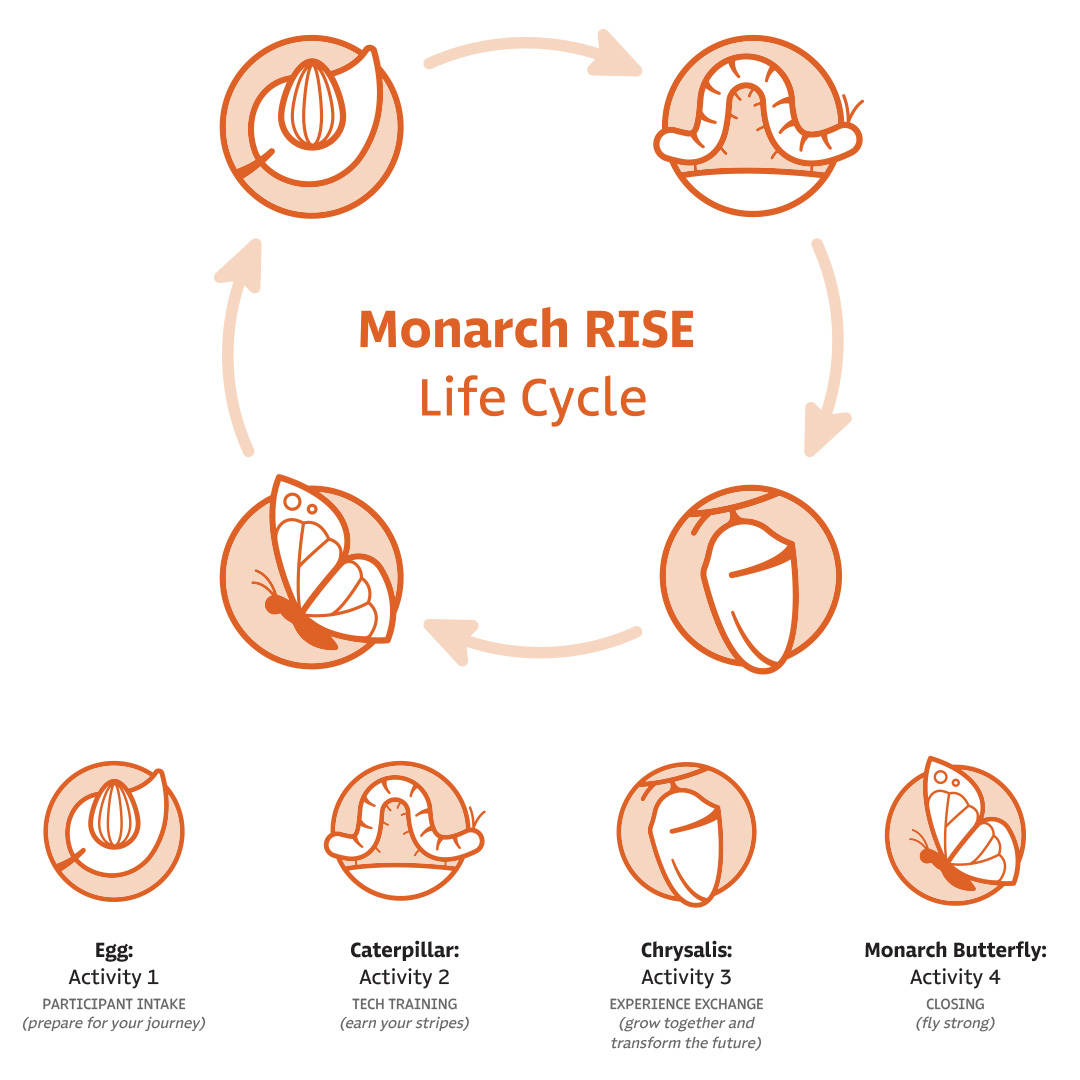 Monarch RISE
Life Cycle
Egg:
Activity 1
PARTICIPANT INTAKE
(prepare for your journey)
Caterpillar:
Activity 2
TECH TRAINING
(earn your stripes)
Chrysalis:
Activity 3
EXPERIENCE EXCHANGE
(grow together and
transform the future)
Monarch Butterfly:
Activity 4
CLOSING
(fly strong)